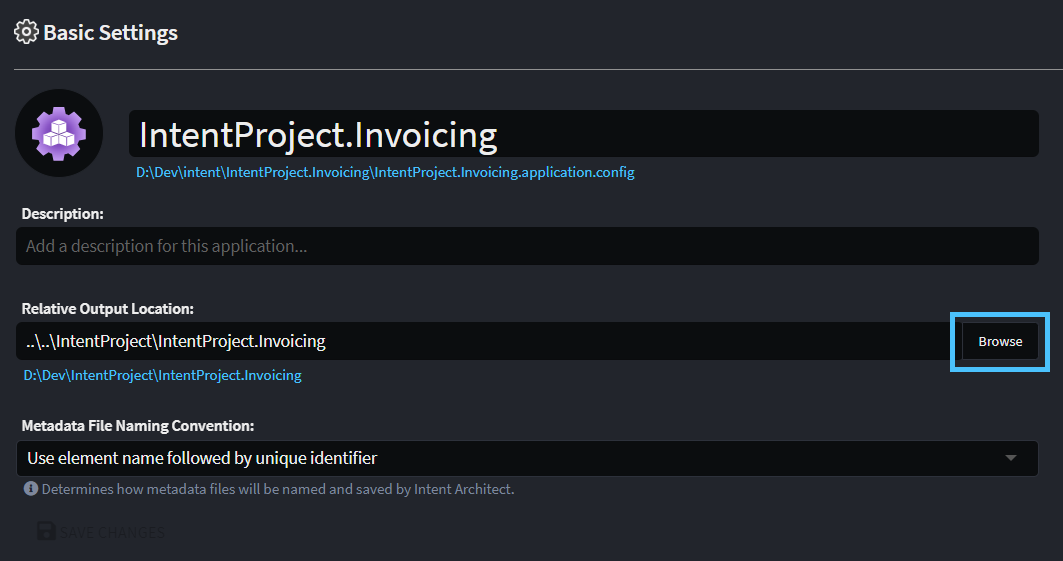 Basic Settings
IntentProject.Invoicing
D:\Dev\intent\IntentProject.Invoicing\IntentProject.Invoicing.application.config
Description:
Add a description for this application...
Relative Output Location:
..\..\IntentProject\IntentProject.Invoicing
Browse
D:\Dev\IntentProject\IntentProject.Invoicing
Metadata File Naming Convention:
Use element name followed by unique identifier
Determines how metadata files will be named and saved by Intent Architect.
SAVE CHANGES